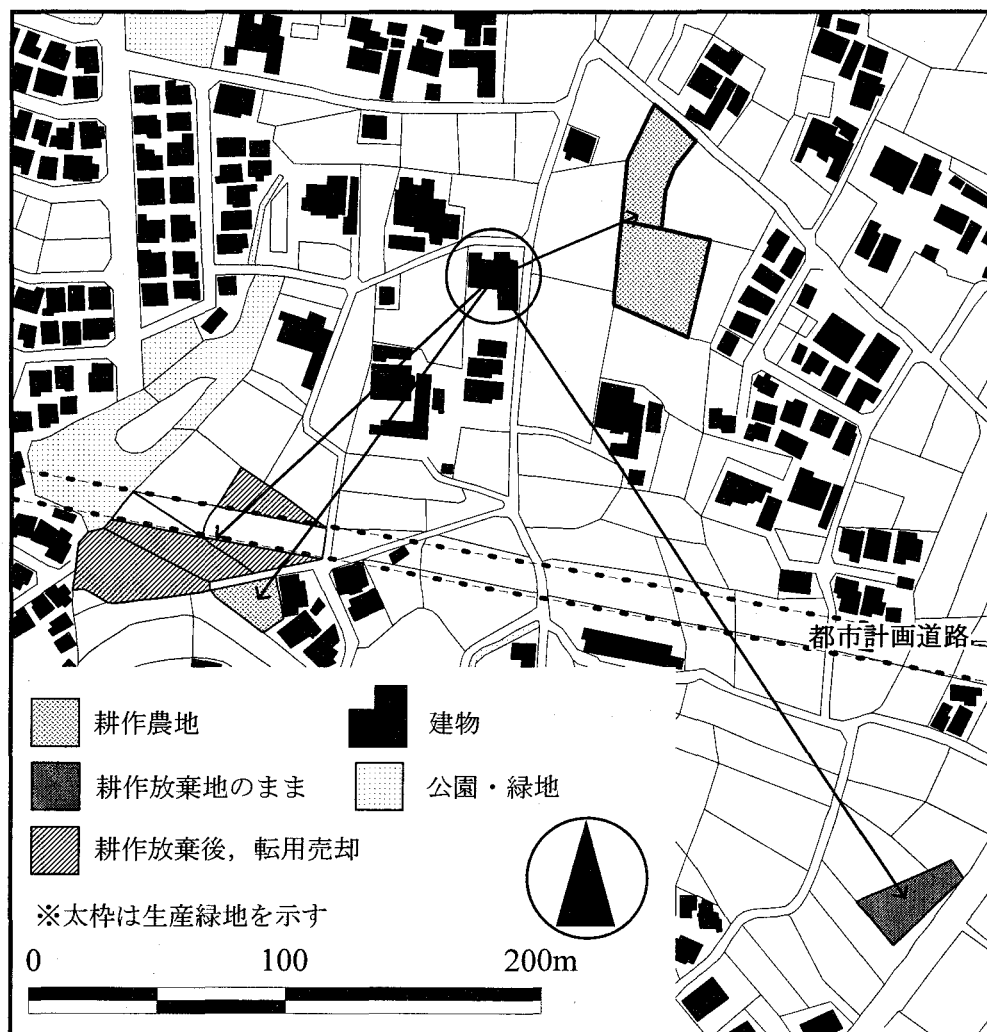 都市計画道路
耕作農地
建物
耕作放棄地のまま
公園・緑地
耕作放棄後，転用売却
※太枠は生産緑地を示す
0 100 200m